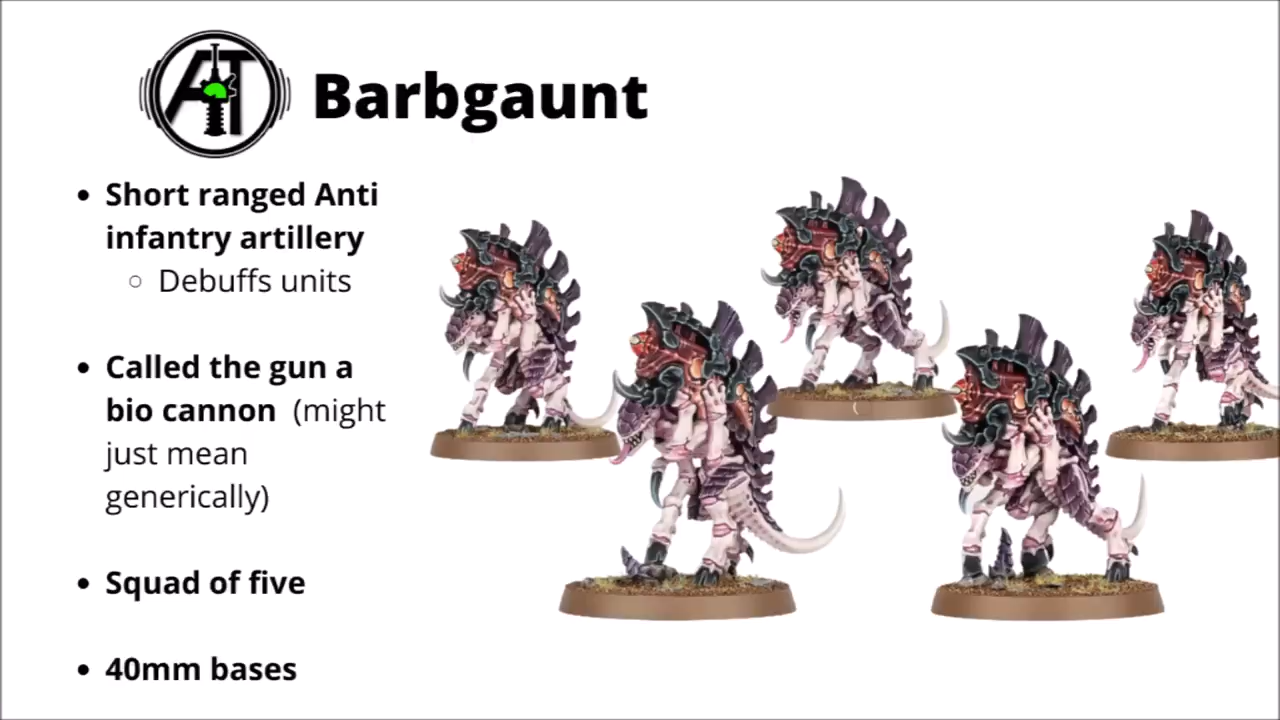 AT
Barbgaunt
Short ranged Anti
infantry artillery
Debuffs units
Called the gun a
bio cannon (might
just mean
generically)
Squad of five
40mm bases